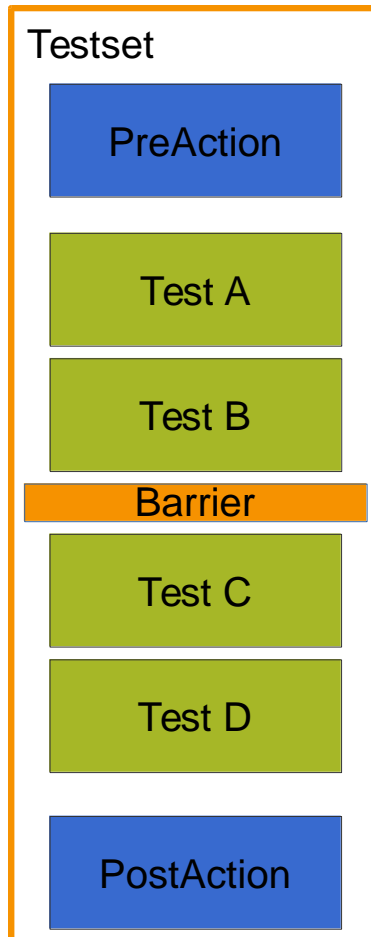 Testset
PreAction
Test A
Test B
Barrier
Test C
Test D
PostAction